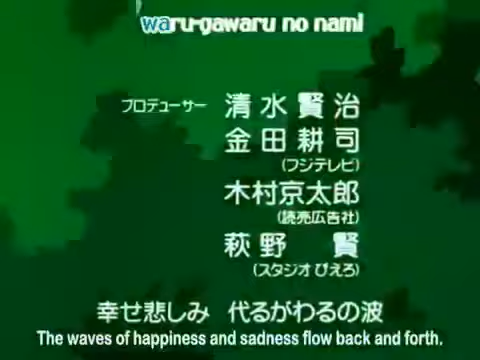 waru-gawaru no nami
プロデューサー 清水賢治
金田耕司
(フジテレビ)
木村京太郎
(読売広告社)
萩野 賢
(スタジオぴえろ)
幸せ悲しみ 代るがわるの波
The waves of happiness and sadness flow back and forth.